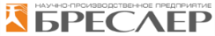 НАУЧНО-ПРОИЗВОДСТВЕННОЕ ПРЕДПРИЯТИЕ
БРЕСЛЕР